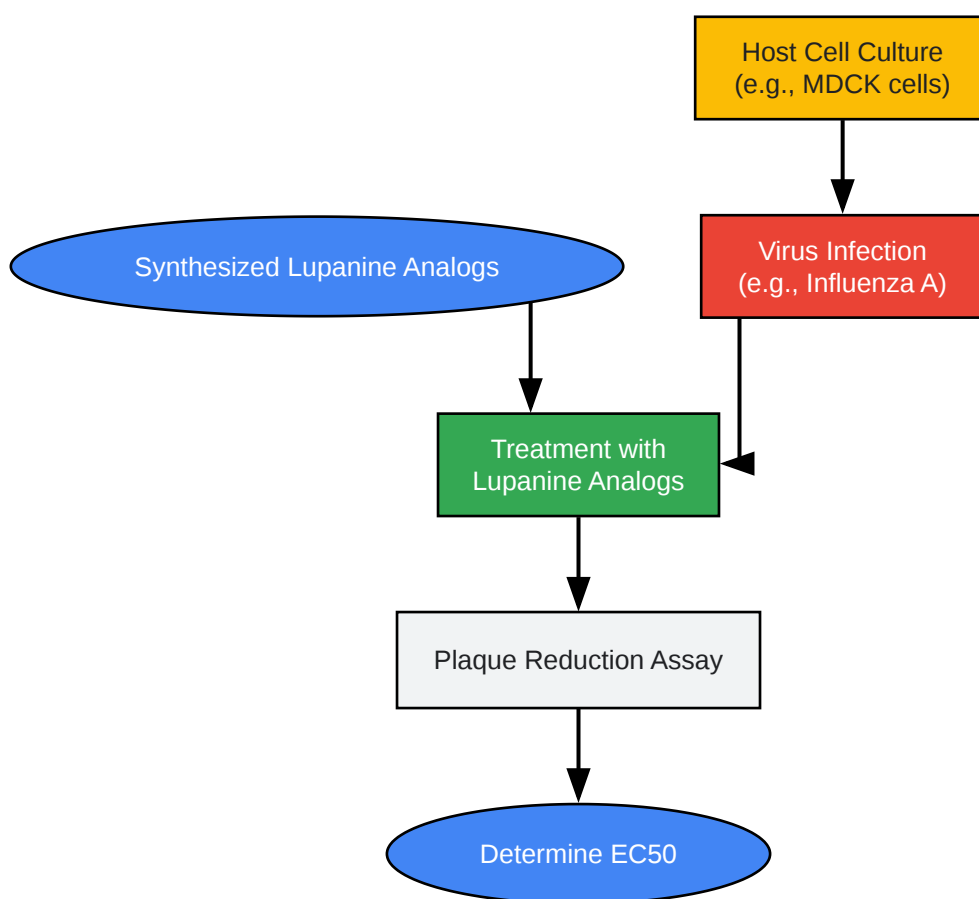 Host Cell Culture
(e.g., MDCK cells)
Synthesized Lupanine Analogs
Virus Infection
(e.g., Influenza A)
Treatment with
Lupanine Analogs
Plaque Reduction Assay
Determine EC50